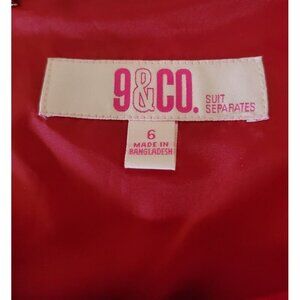 9&CO. SUIT
SEPARATES
6
MADE IN
BANGLADESH